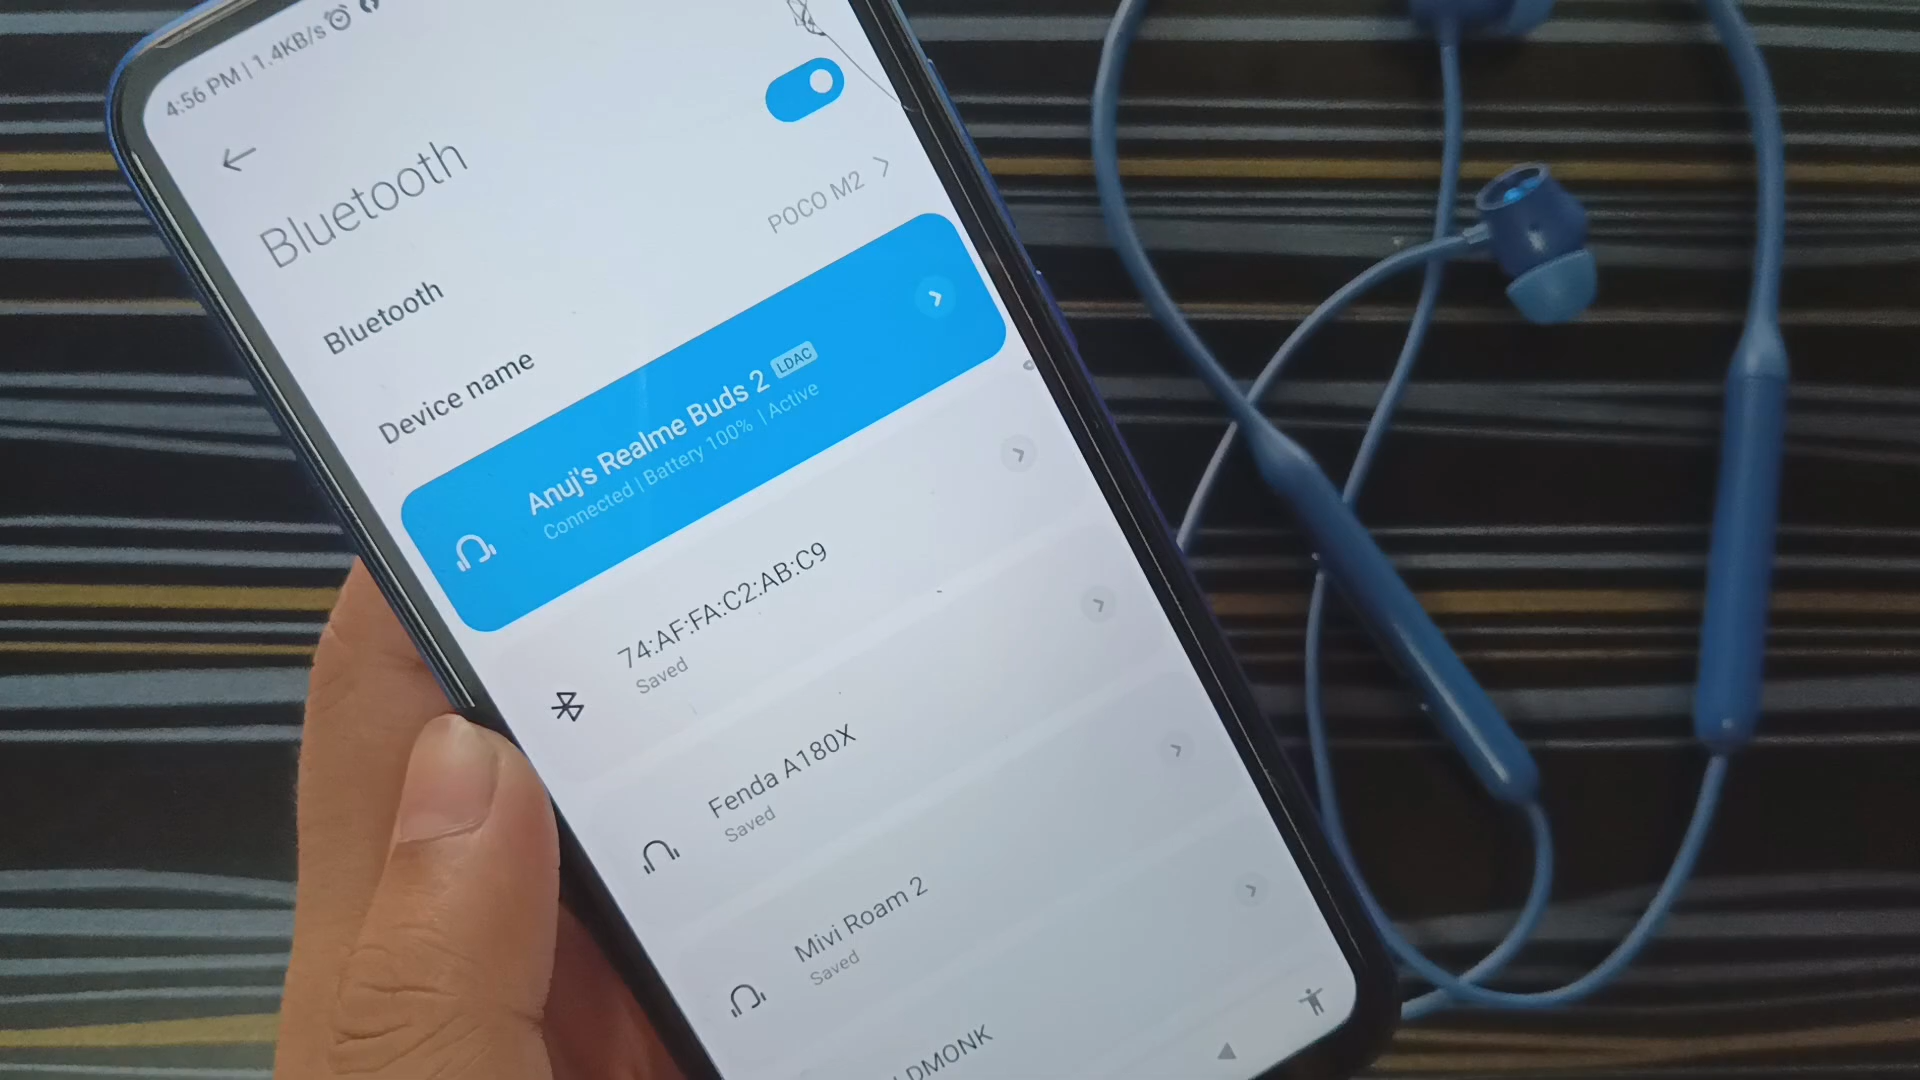 4:56 PM | 1.4KB/s
Bluetooth
Bluetooth
Device name
POCO M2
Anuj's Realme Buds 2 LDAC
Connected | Battery 100% | Active
74:AF:FA:C2:AB:C9
Saved
Fenda A180X
Saved
Mivi Roam 2
Saved
LDMONK